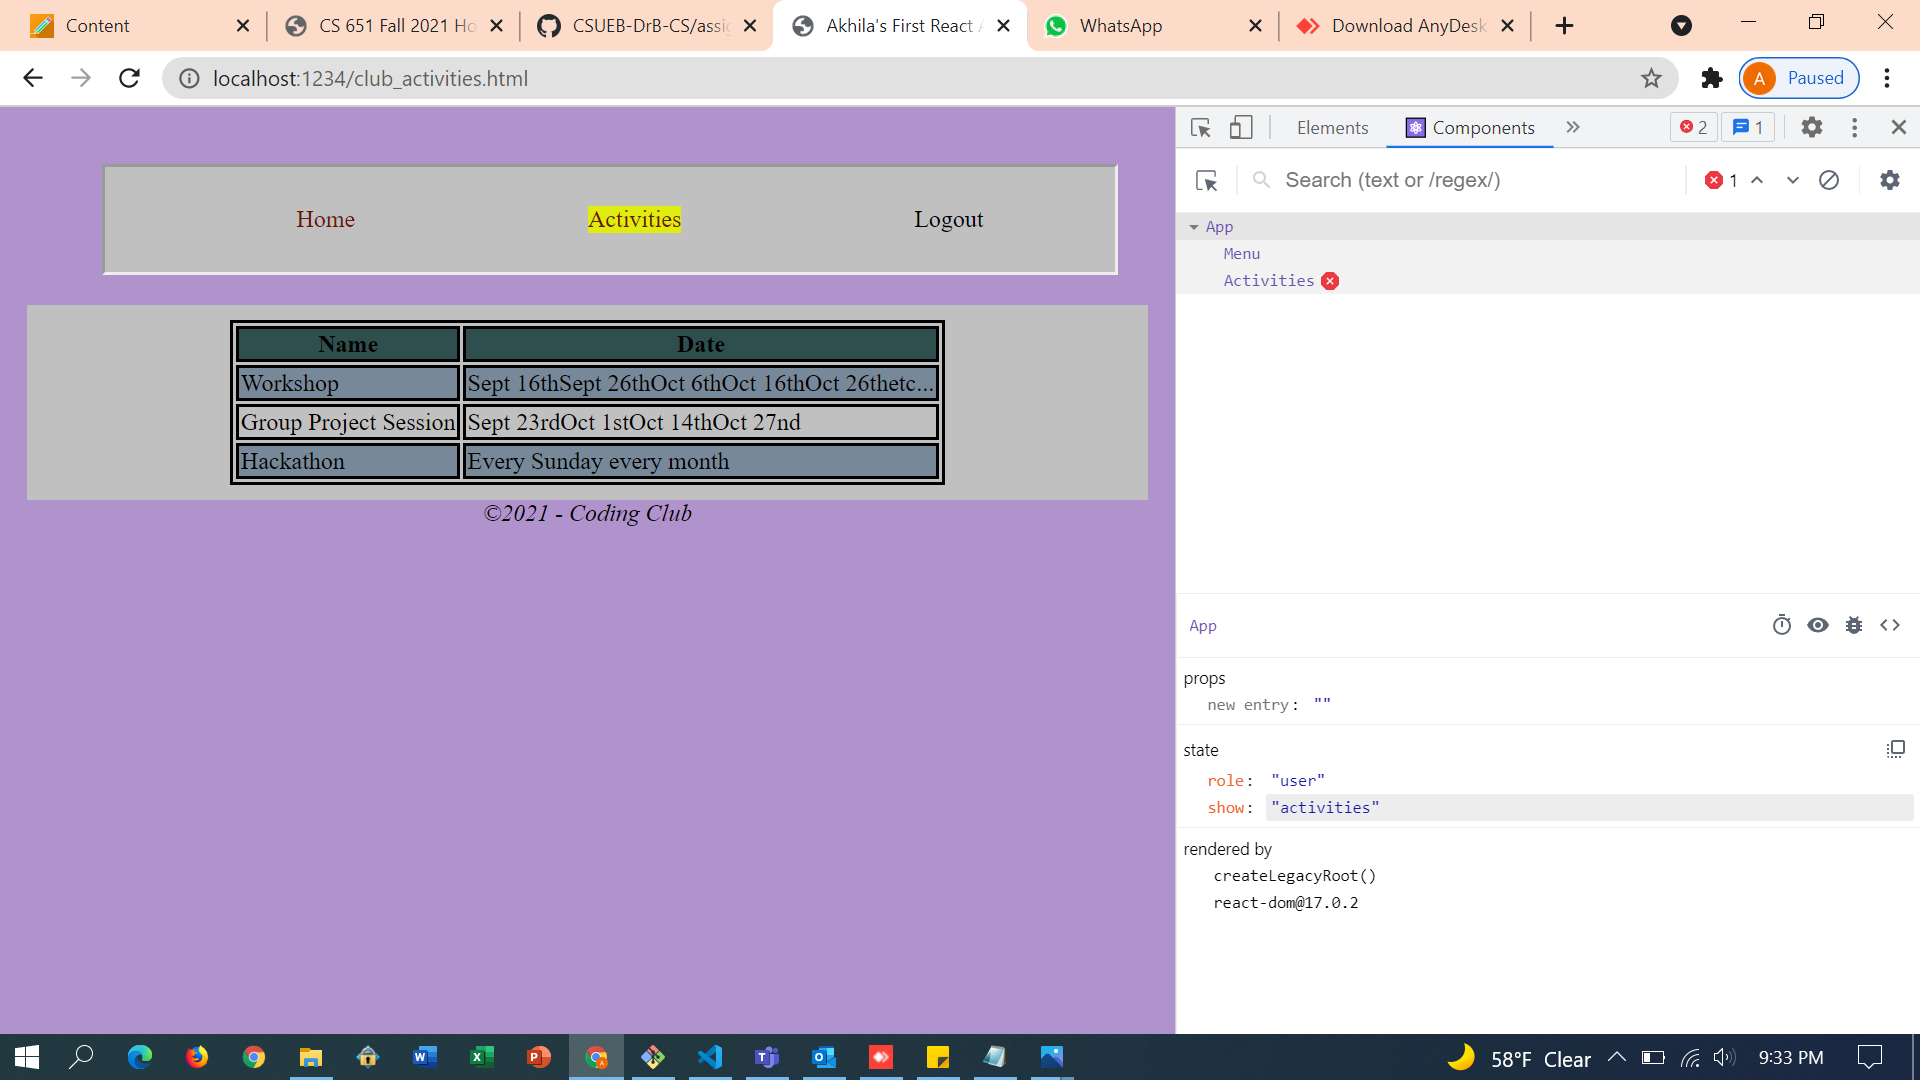 Content
CS 651 Fall 2021 Ho
CSUEB-DrB-CS/assig
Akhila's First React A
WhatsApp
Download AnyDesk
localhost:1234/club_activities.html
A Paused
Home Activities Logout
Name Date
Workshop Sept 16thSept 26thOct 6thOct 16thOct 26thetc...
Group Project Session Sept 23rdOct 1stOct 14thOct 27nd
Hackathon Every Sunday every month
©2021 - Coding Club
Elements Components 2 1
Search (text or /regex/) 1
App
Menu
Activities
App
props
new entry: ""
state
role: "user"
show: "activities"
rendered by
createLegacyRoot()
react-dom@17.0.2
58°F Clear 9:33 PM